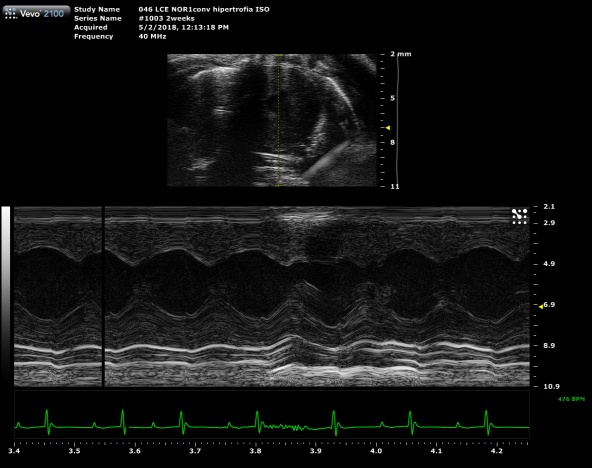 Vevo 2100
Study Name 046 LCE NOR1conv hipertrofia ISO
Series Name #1003 2weeks
Acquired 5/2/2018, 12:13:18 PM
Frequency 40 MHz
2 mm
5
8
11
2.1
2.9
4.9
6.9
8.9
10.9
476 BPM
3.4 3.5 3.6 3.7 3.8 3.9 4.0 4.1 4.2